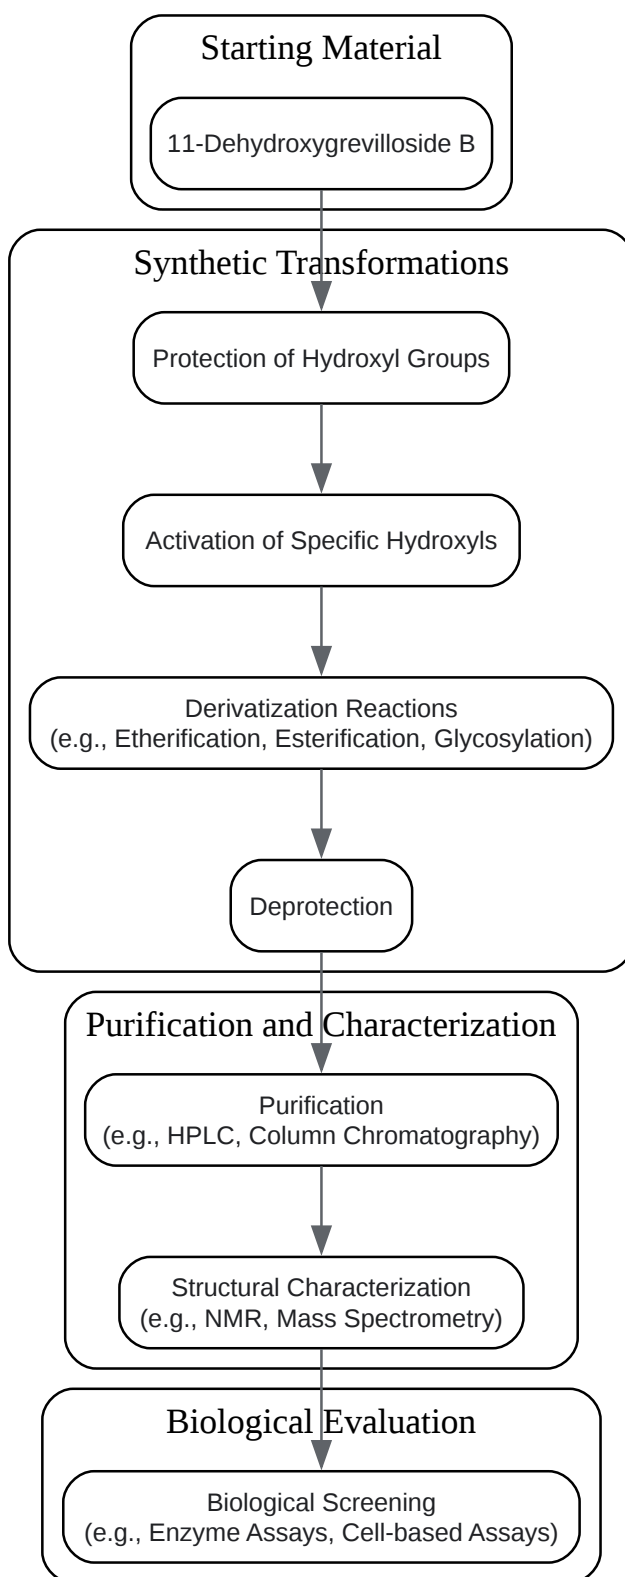 Starting Material
11-Dehydroxygrevilloside B
Synthetic Transformations
Protection of Hydroxyl Groups
Activation of Specific Hydroxyls
Derivatization Reactions
(e.g., Etherification, Esterification, Glycosylation)
Deprotection
Purification and Characterization
Purification
(e.g., HPLC, Column Chromatography)
Structural Characterization
(e.g., NMR, Mass Spectrometry)
Biological Evaluation
Biological Screening
(e.g., Enzyme Assays, Cell-based Assays)